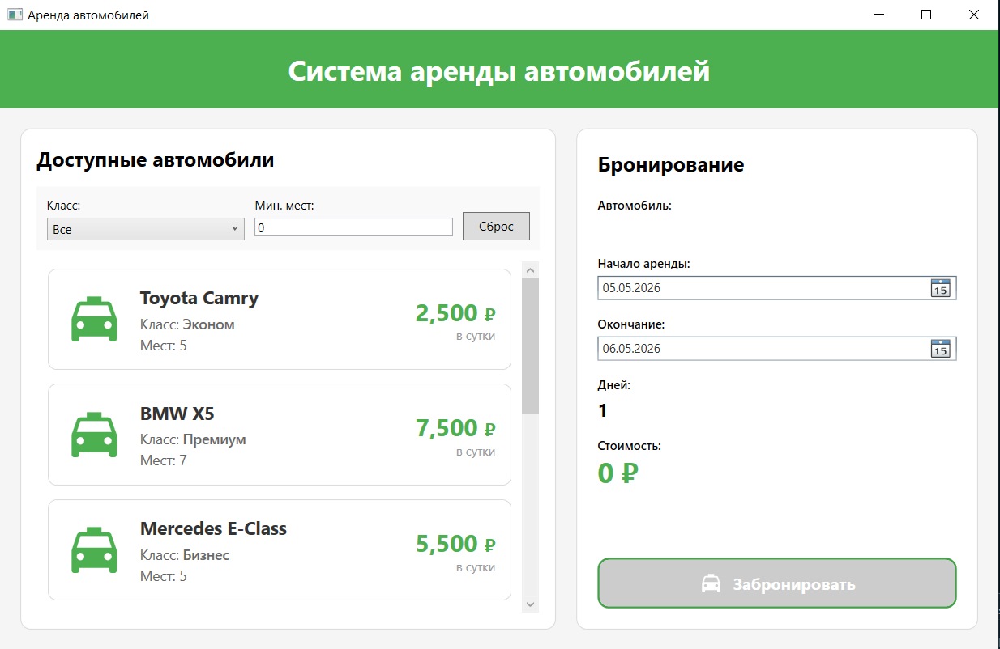 Аренда автомобилей
Система аренды автомобилей
Доступные автомобили
Класс:
Мин. мест:
Все
0
Сброс
Toyota Camry
Класс: Эконом
Мест: 5
2,500 ₽
в сутки
BMW X5
Класс: Премиум
Мест: 7
7,500 ₽
в сутки
Mercedes E-Class
Класс: Бизнес
Мест: 5
5,500 ₽
в сутки
Бронирование
Автомобиль:
Начало аренды:
05.05.2026
15
Окончание:
06.05.2026
15
Дней:
1
Стоимость:
0 ₽
Забронировать